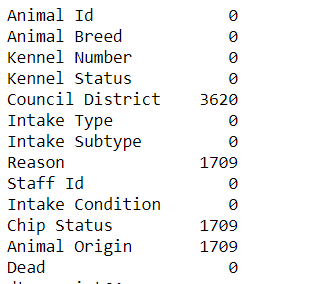 Animal Id 0
Animal Breed 0
Kennel Number 0
Kennel Status 0
Council District 3620
Intake Type 0
Intake Subtype 0
Reason 1709
Staff Id 0
Intake Condition 0
Chip Status 1709
Animal Origin 1709
Dead 0